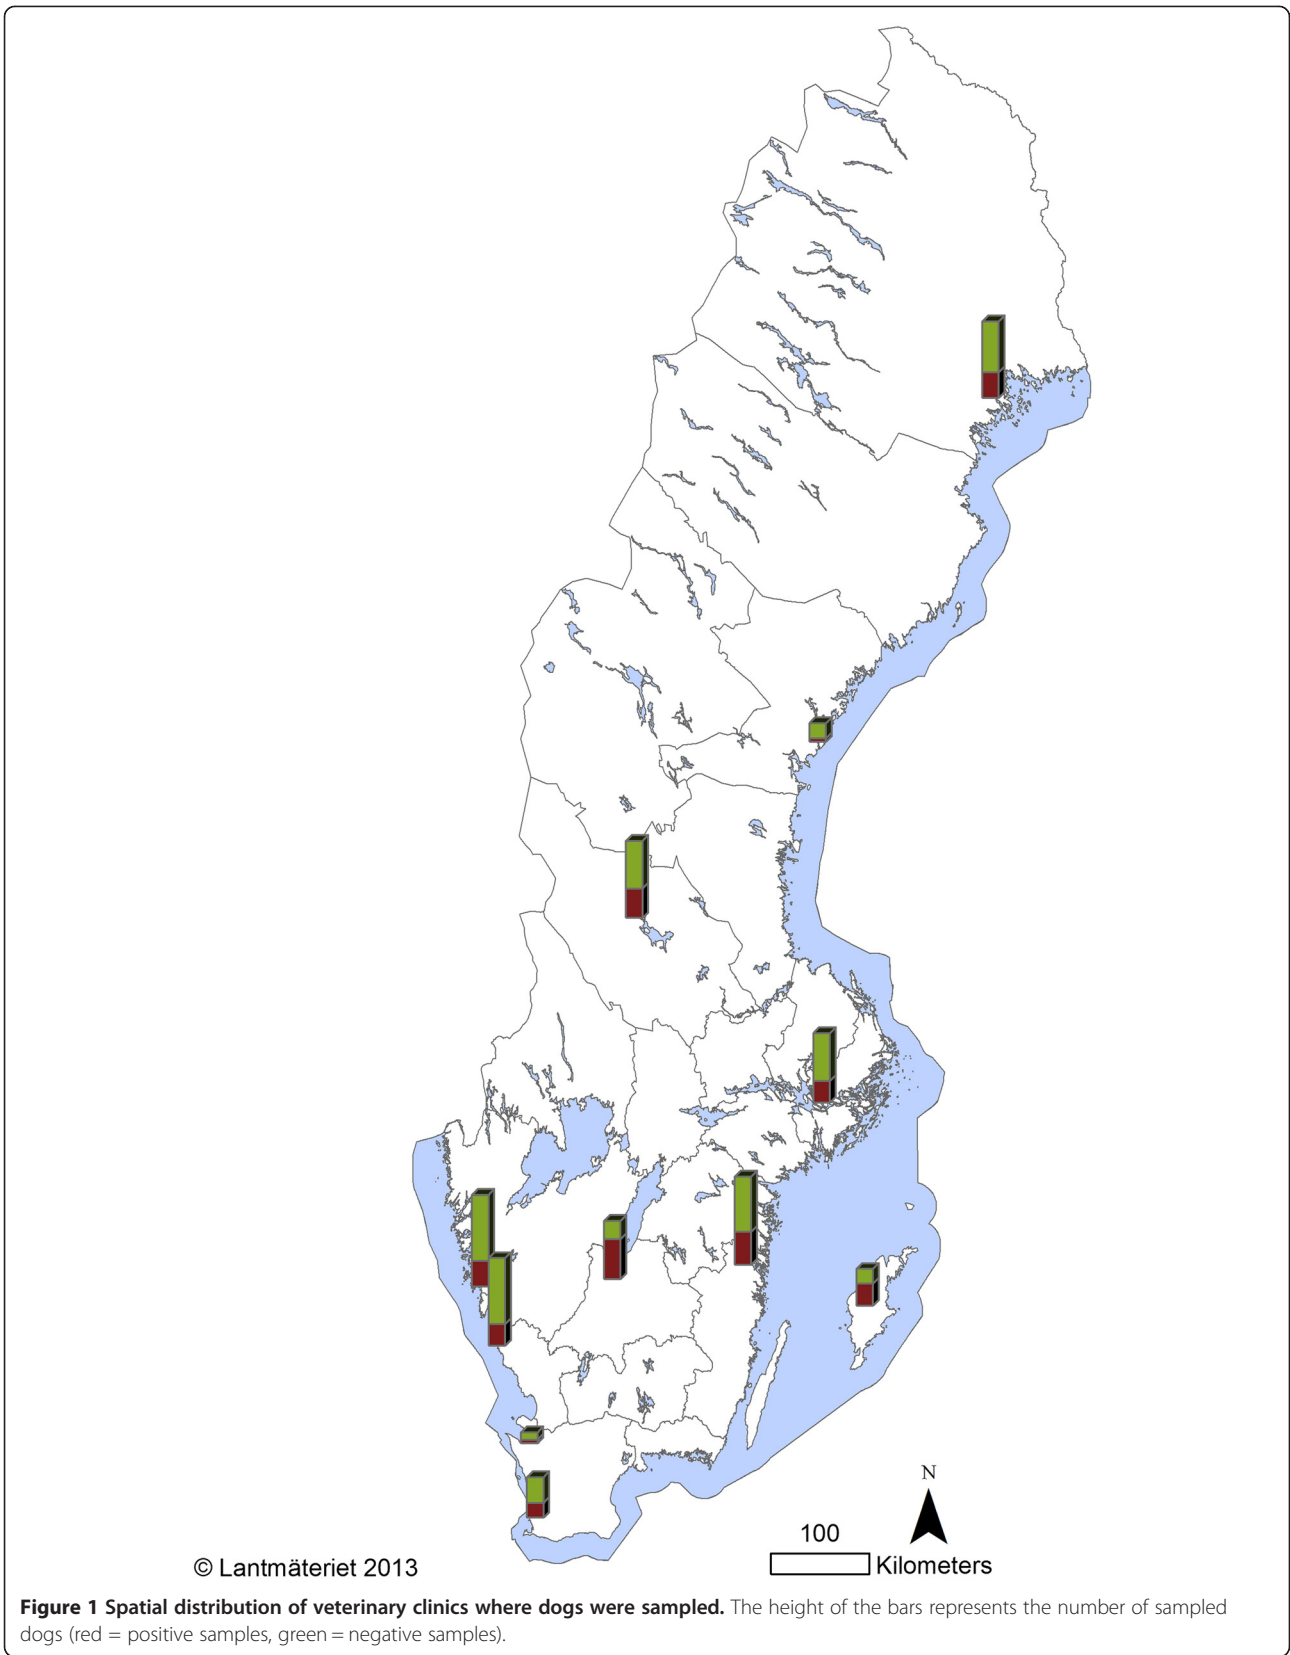 N
100
Kilometers
© Lantmäteriet 2013
Figure 1 Spatial distribution of veterinary clinics where dogs were sampled. The height of the bars represents the number of sampled
dogs (red = positive samples, green = negative samples).